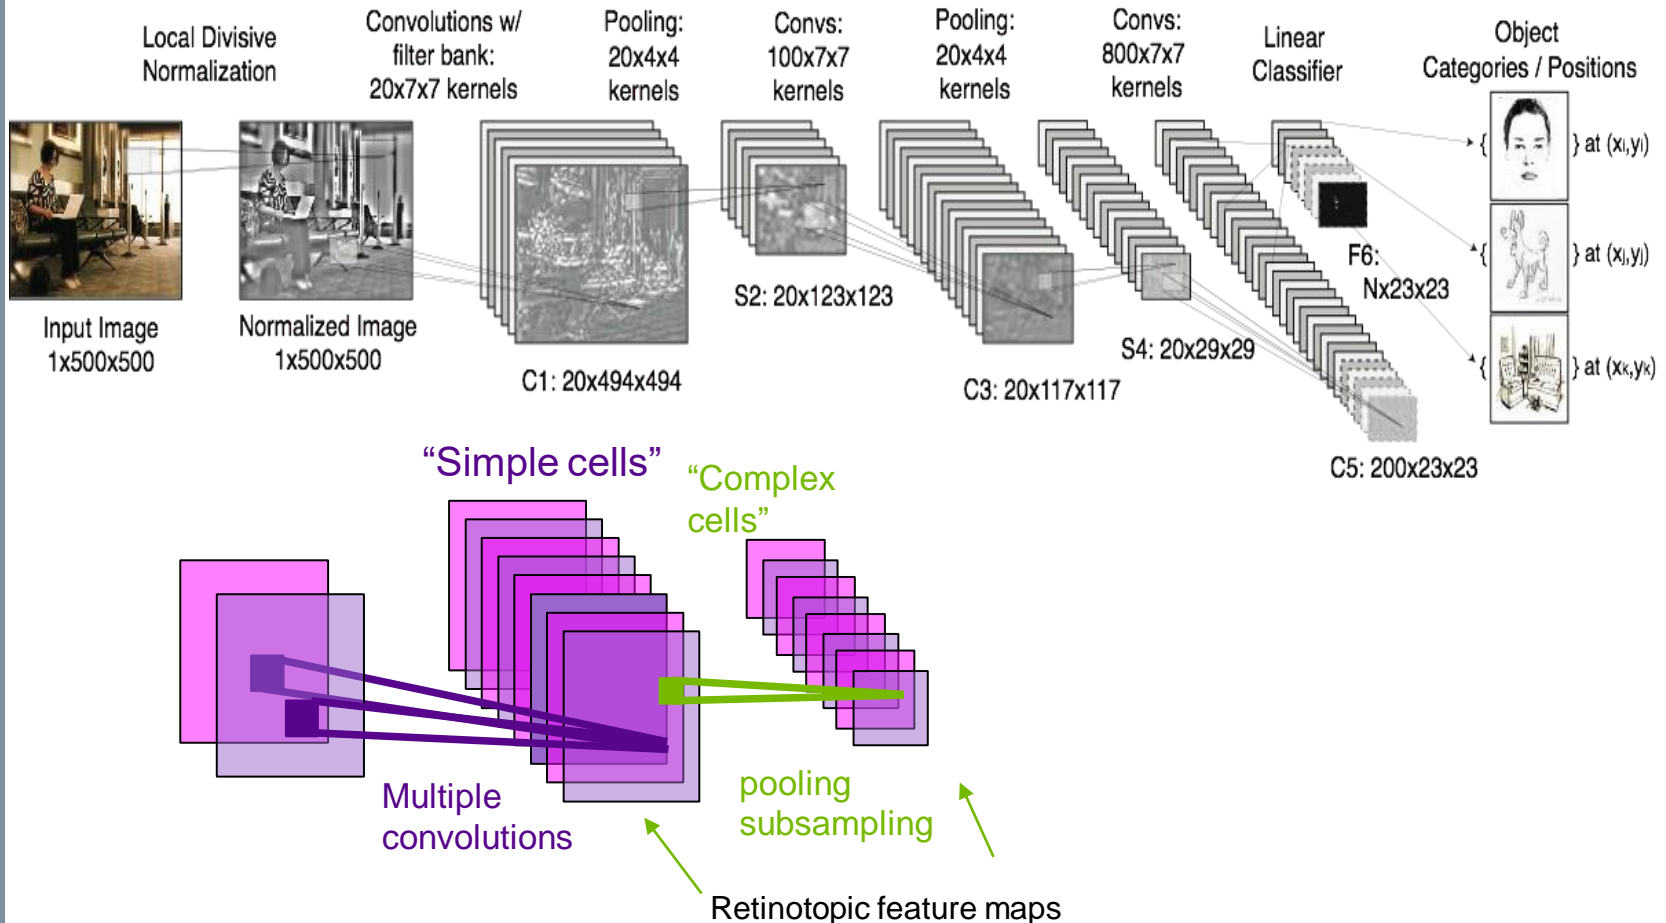 Local Divisive
Normalization
Convolutions w/
filter bank:
20x7x7 kernels
Pooling:
20x4x4
kernels
Convs:
100x7x7
kernels
Pooling:
20x4x4
kernels
Convs:
800x7x7
kernels
Linear
Classifier
Object
Categories / Positions
{ } at (xi,yi)
{ } at (xj,yj)
{ } at (xk,yk)
Input Image
1x500x500
Normalized Image
1x500x500
C1: 20x494x494
S2: 20x123x123
C3: 20x117x117
S4: 20x29x29
F6:
Nx23x23
C5: 200x23x23
“Simple cells”
“Complex
cells”
Multiple
convolutions
pooling
subsampling
Retinotopic feature maps